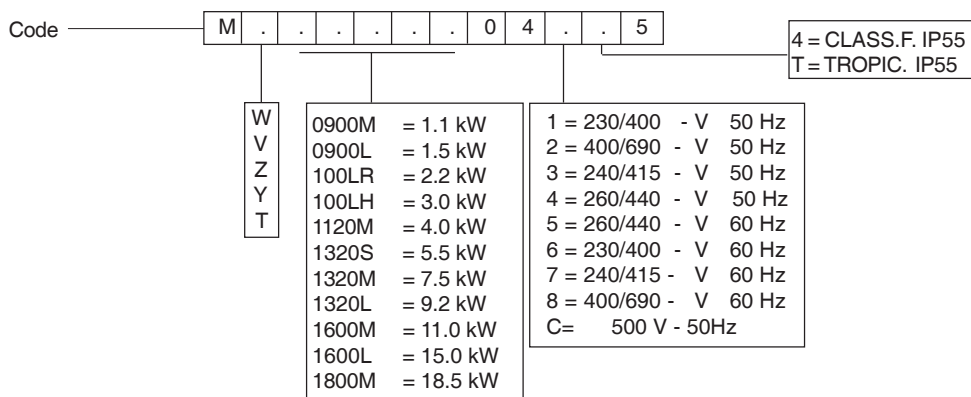 Code M . . . . . . 0 4 . . 5
4 = CLASS.F. IP55
T = TROPIC. IP55
W
V
Z
Y
T
0900M = 1.1 kW
0900L = 1.5 kW
100LR = 2.2 kW
100LH = 3.0 kW
1120M = 4.0 kW
1320S = 5.5 kW
1320M = 7.5 kW
1320L = 9.2 kW
1600M = 11.0 kW
1600L = 15.0 kW
1800M = 18.5 kW
1 = 230/400 - V 50 Hz
2 = 400/690 - V 50 Hz
3 = 240/415 - V 50 Hz
4 = 260/440 - V 50 Hz
5 = 260/440 - V 60 Hz
6 = 230/400 - V 60 Hz
7 = 240/415 - V 60 Hz
8 = 400/690 - V 60 Hz
C= 500 V - 50Hz